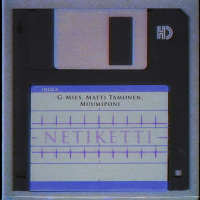 HD
G-Mies, Matti Tamonen,
Muumiponi
NETIKETTI